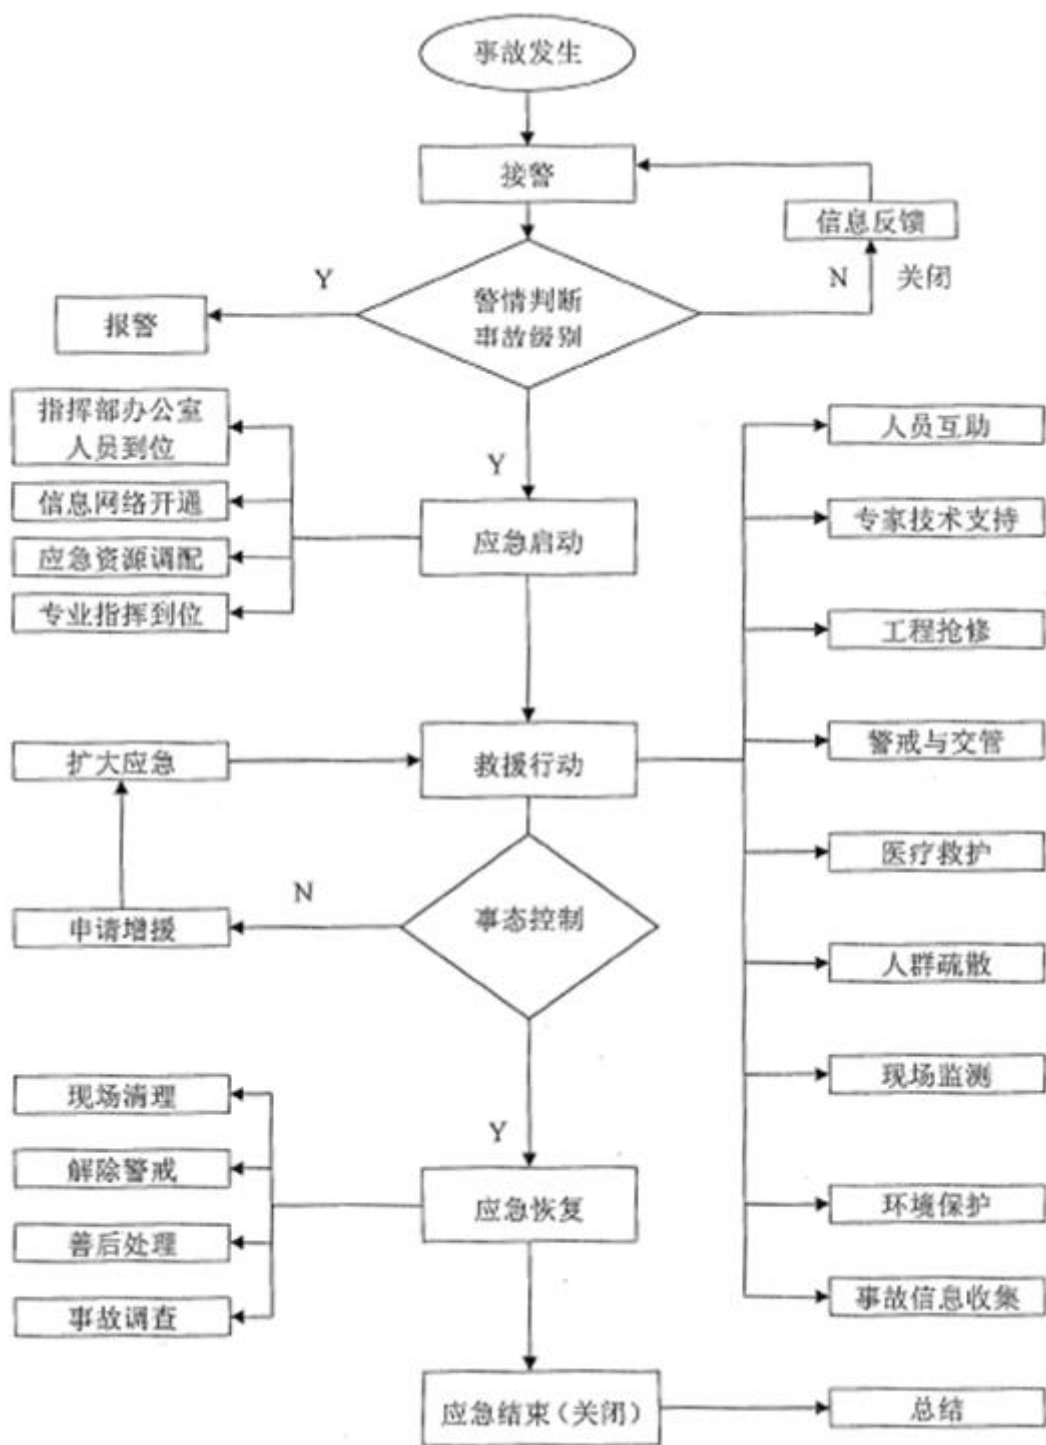 事故发生
接警
信息反馈
Y
N
关闭
警情判断
事故级别
报警
指挥部办公室
人员到位
Y
人员互助
信息网络开通
应急启动
专家技术支持
应急资源调配
专业指挥到位
工程抢修
扩大应急
救援行动
警戒与交管
医疗救护
N
申请增援
事态控制
人群疏散
现场清理
现场监测
Y
解除警戒
应急恢复
环境保护
善后处理
事故调查
事故信息收集
应急结束（关闭）
总结